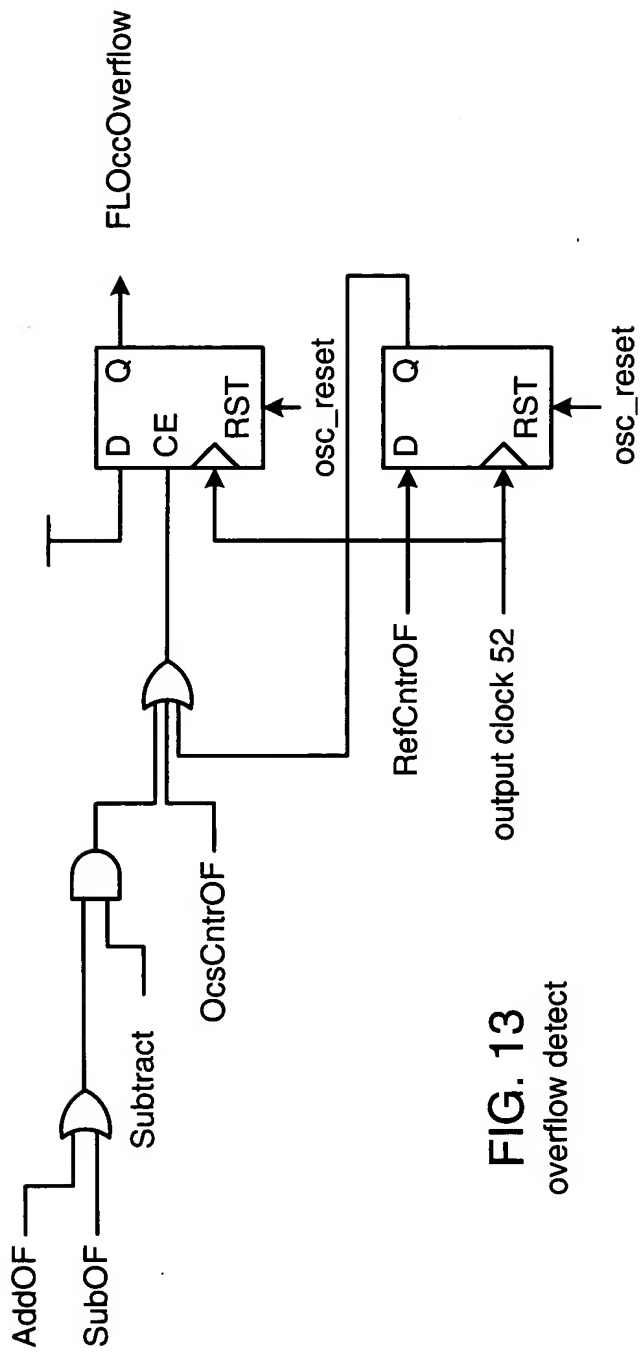 AddOF
SubOF
Subtract
OcsCntrOF
D
Q
CE
RST
FLOccOverflow
osc_reset
RefCntrOF
output clock 52
D
Q
RST
osc_reset
FIG. 13
overflow detect